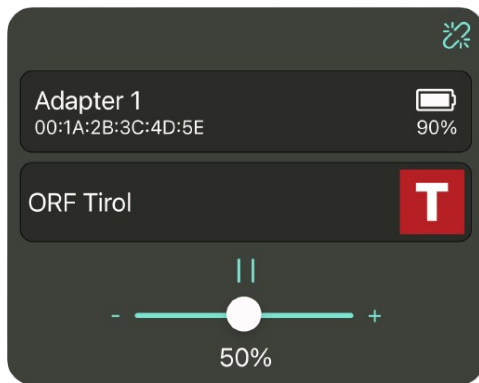 Adapter 1
00:1A:2B:3C:4D:5E
90%
ORF Tirol
T
- +
50%